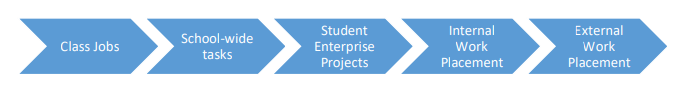 Class Jobs
School-wide
tasks
Student
Enterprise
Projects
Internal
Work
Placement
External
Work
Placement